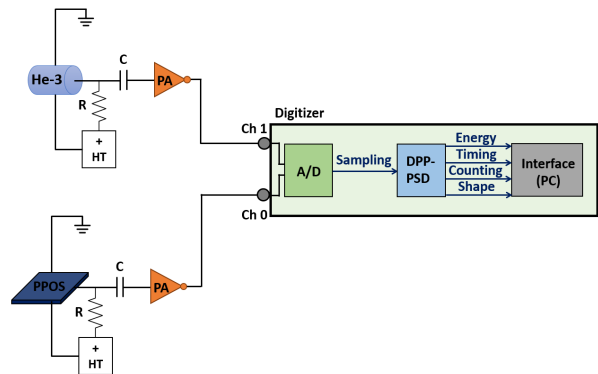 He-3
C
PA
R
+
HT
Digitizer
Ch 1
A/D
Sampling
DPP-
PSD
Energy
Timing
Counting
Shape
Interface
(PC)
Ch 0
PPOS
C
PA
R
+
HT